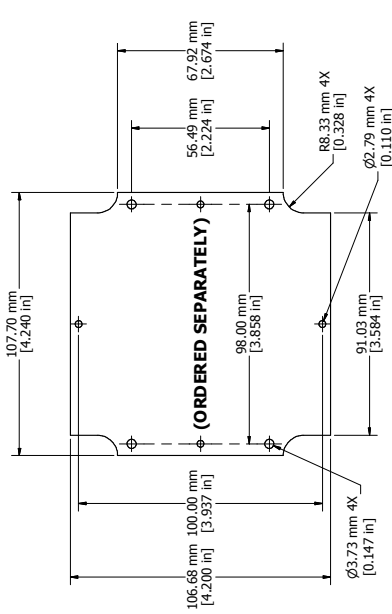 67.92 mm
[2.674 in]
56.49 mm
[2.224 in]
R8.33 mm 4X
[0.328 in]
Ø2.79 mm 4X
[0.110 in]
107.70 mm
[4.240 in]
(ORDERED SEPARATELY)
98.00 mm
[3.858 in]
91.03 mm
[3.584 in]
100.00 mm
[3.937 in]
106.68 mm
[4.200 in]
Ø3.73 mm 4X
[0.147 in]